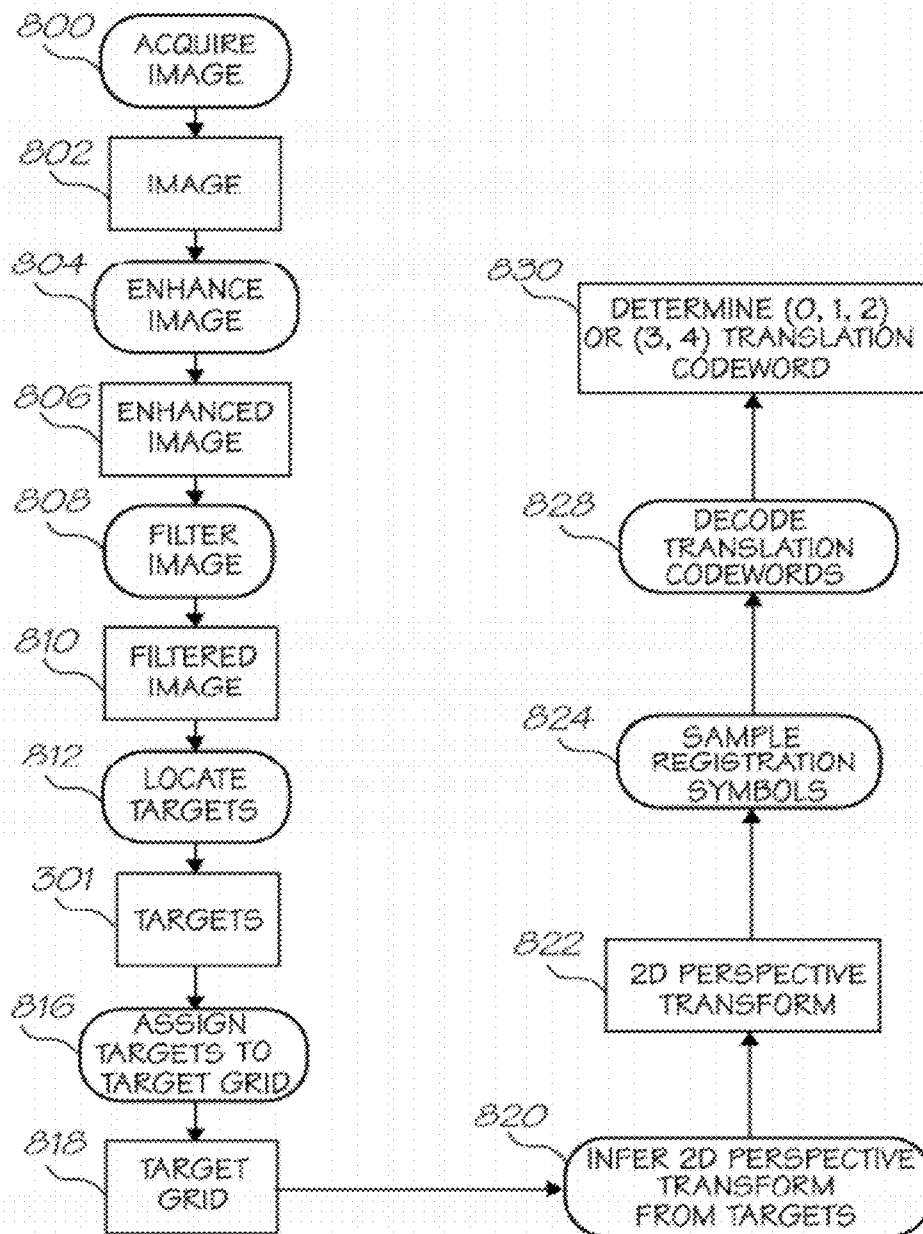 800
ACQUIRE
IMAGE
802
IMAGE
804
ENHANCE
IMAGE
806
ENHANCED
IMAGE
808
FILTER
IMAGE
810
FILTERED
IMAGE
812
LOCATE
TARGETS
301
TARGETS
816
ASSIGN
TARGETS TO
TARGET GRID
818
TARGET
GRID
820
INFER 2D PERSPECTIVE
TRANSFORM
FROM TARGETS
822
2D PERSPECTIVE
TRANSFORM
824
SAMPLE
REGISTRATION
SYMBOLS
828
DECODE
TRANSLATION
CODEWORDS
830
DETERMINE (0, 1, 2)
OR (3, 4) TRANSLATION
CODEWORD